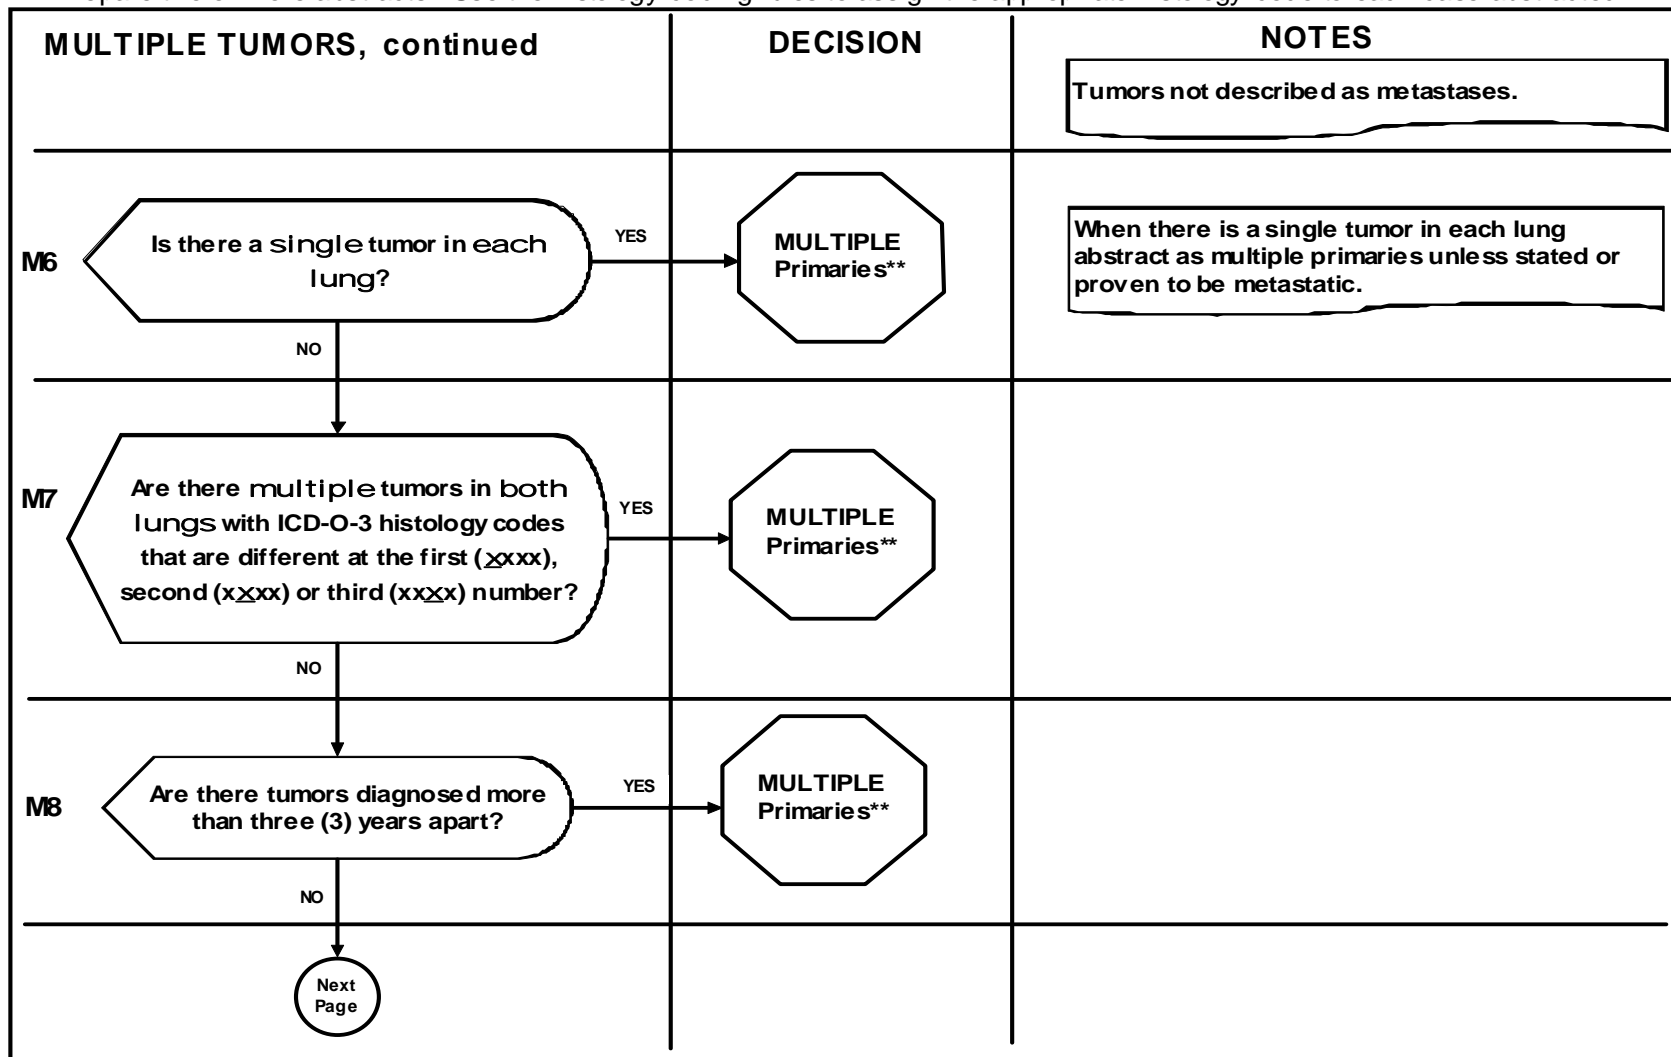 MULTIPLE TUMORS, continued
DECISION
NOTES
Tumors not described as metastases.
M6
Is there a single tumor in each
lung?
YES
MULTIPLE
Primaries**
When there is a single tumor in each lung
abstract as multiple primaries unless stated or
proven to be metastatic.
NO
M7
Are there multiple tumors in both
lungs with ICD-O-3 histology codes
that are different at the first (xxxx),
second (xxxx) or third (xxxx) number?
YES
MULTIPLE
Primaries**
NO
M8
Are there tumors diagnosed more
than three (3) years apart?
YES
MULTIPLE
Primaries**
NO
Next
Page